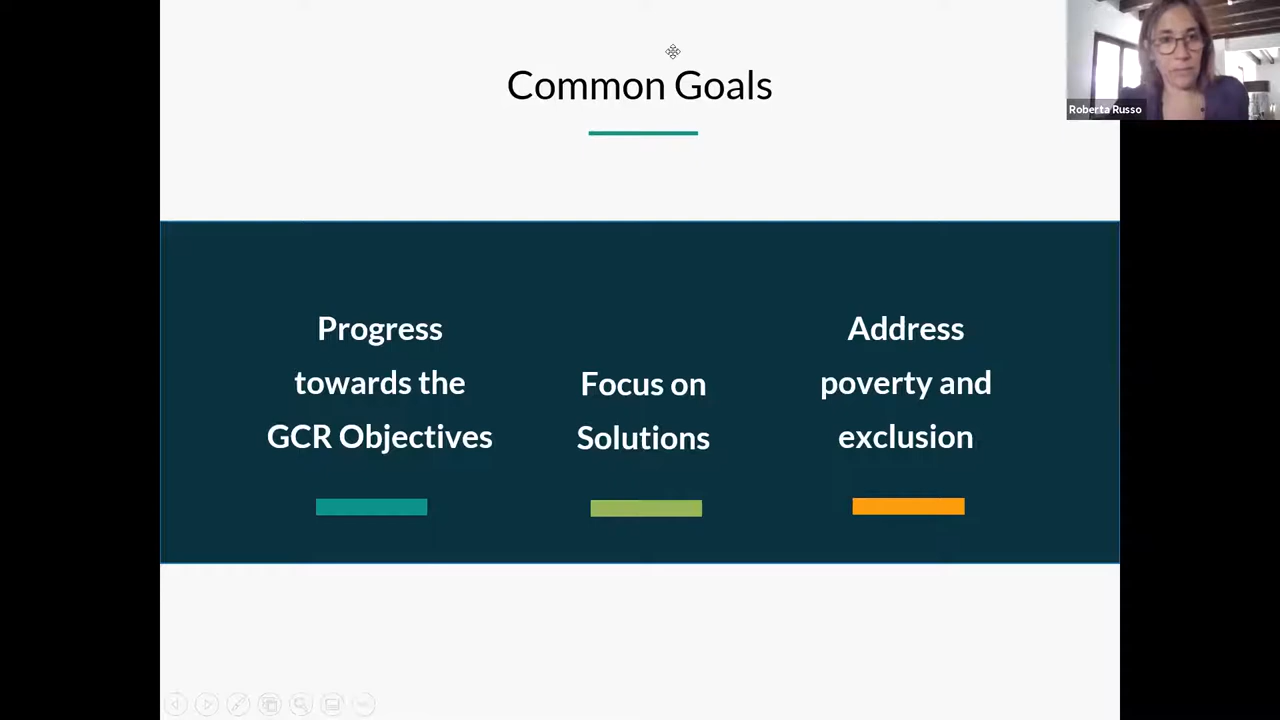 Common Goals
Roberta Russo
Progress
towards the
GCR Objectives
Focus on
Solutions
Address
poverty and
exclusion